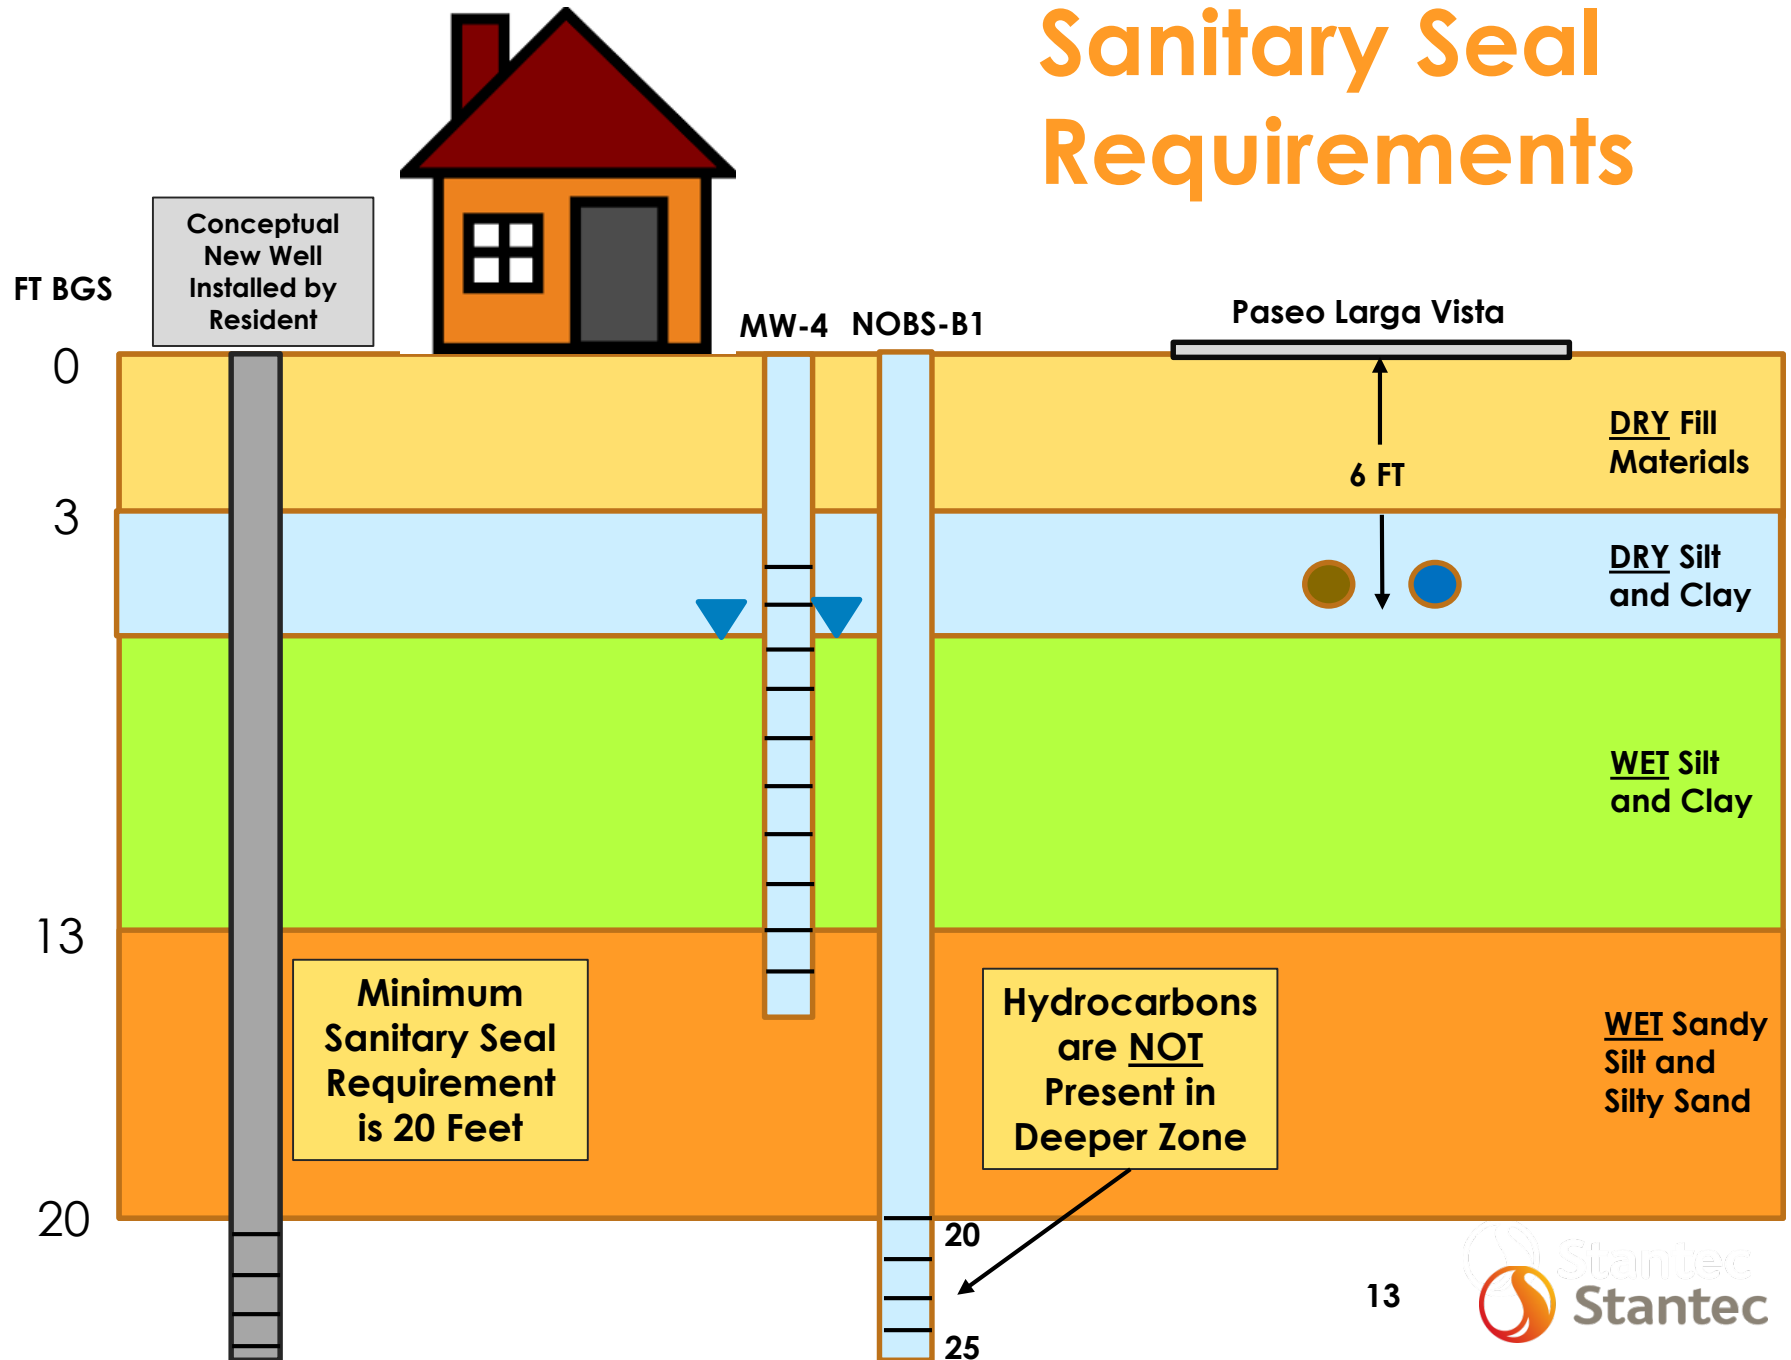 Sanitary Seal
Requirements
Conceptual
New Well
Installed by
Resident
FT BGS
MW-4
NOBS-B1
Paseo Larga Vista
0
DRY Fill
Materials
6 FT
3
DRY Silt
and Clay
WET Silt
and Clay
13
Minimum
Sanitary Seal
Requirement
is 20 Feet
Hydrocarbons
are NOT
Present in
Deeper Zone
WET Sandy
Silt and
Silty Sand
20
20
25
13
Stantec
Stantec